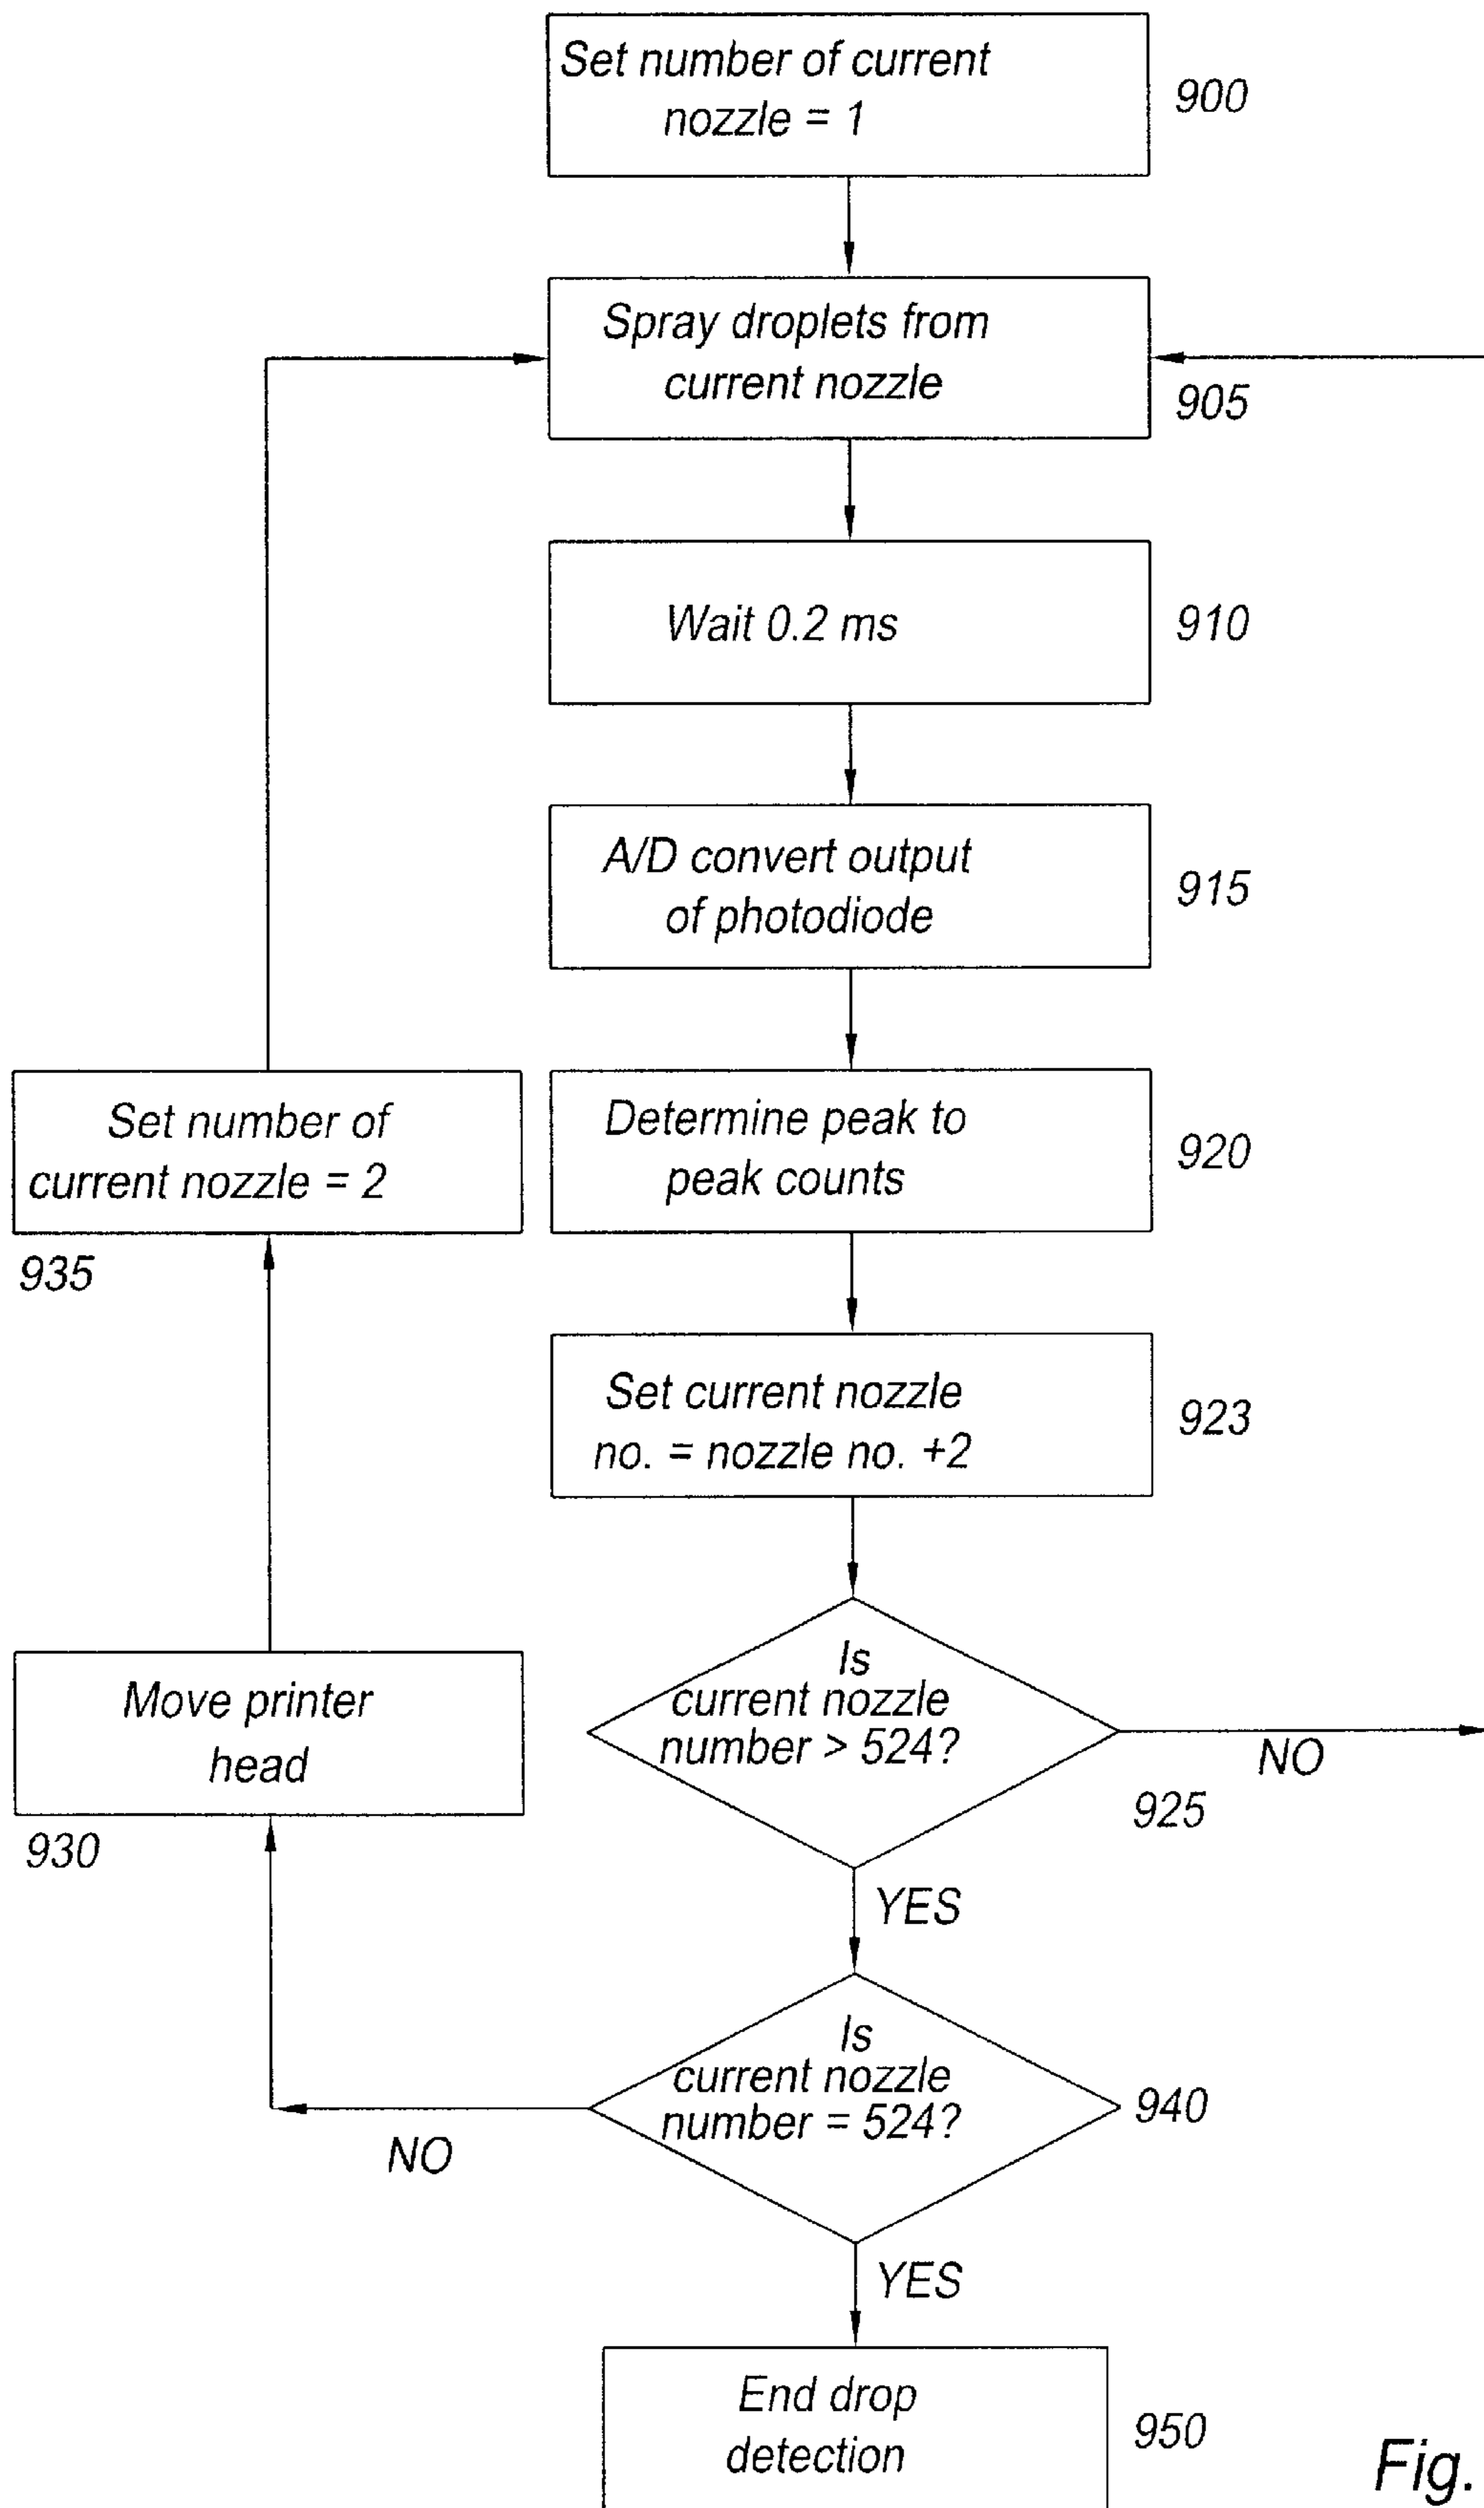 Set number of current
nozzle = 1
900
Spray droplets from
current nozzle
905
Wait 0.2 ms
910
A/D convert output
of photodiode
915
Set number of
current nozzle = 2
935
Determine peak to
peak counts
920
Set current nozzle
no. = nozzle no. +2
923
Move printer
head
930
Is
current nozzle
number > 524?
NO
925
YES
Is
current nozzle
number = 524?
940
NO
YES
End drop
detection
950
Fig.